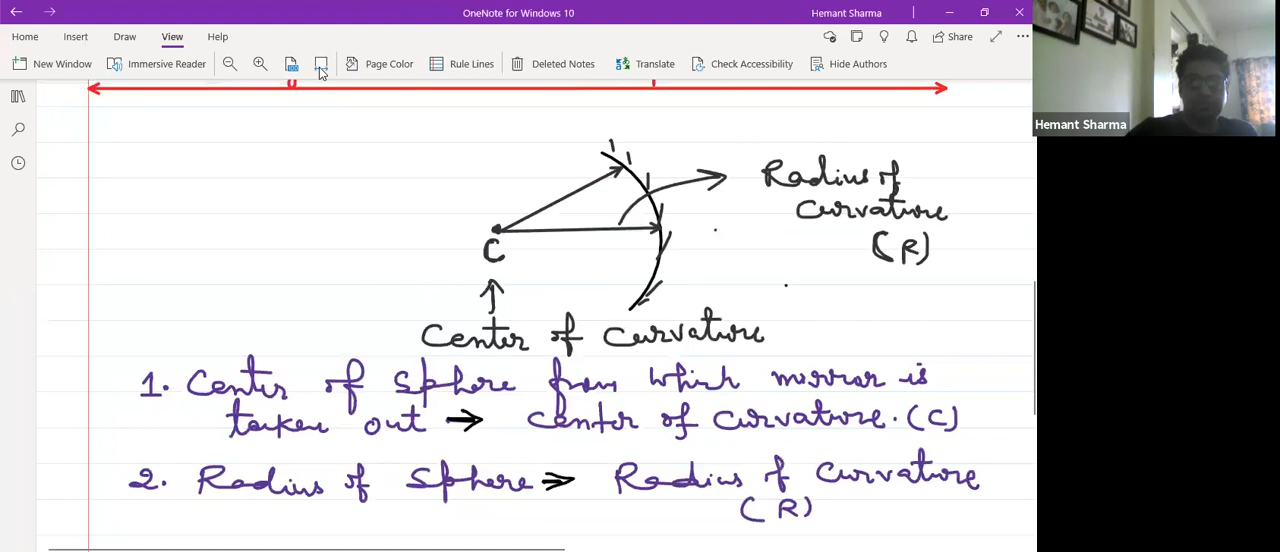 OneNote for Windows 10
Hemant Sharma
Home Insert Draw View Help
Share
New Window Immersive Reader Page Color Rule Lines Deleted Notes Translate Check Accessibility Hide Authors
Hemant Sharma
Radius of
curvature
(R)
C
Center of Curvature
1. Center of Sphere from which mirror is
taken out → center of curvature. (C)
2. Radius of Sphere ⇒ Radius of Curvature
(R)